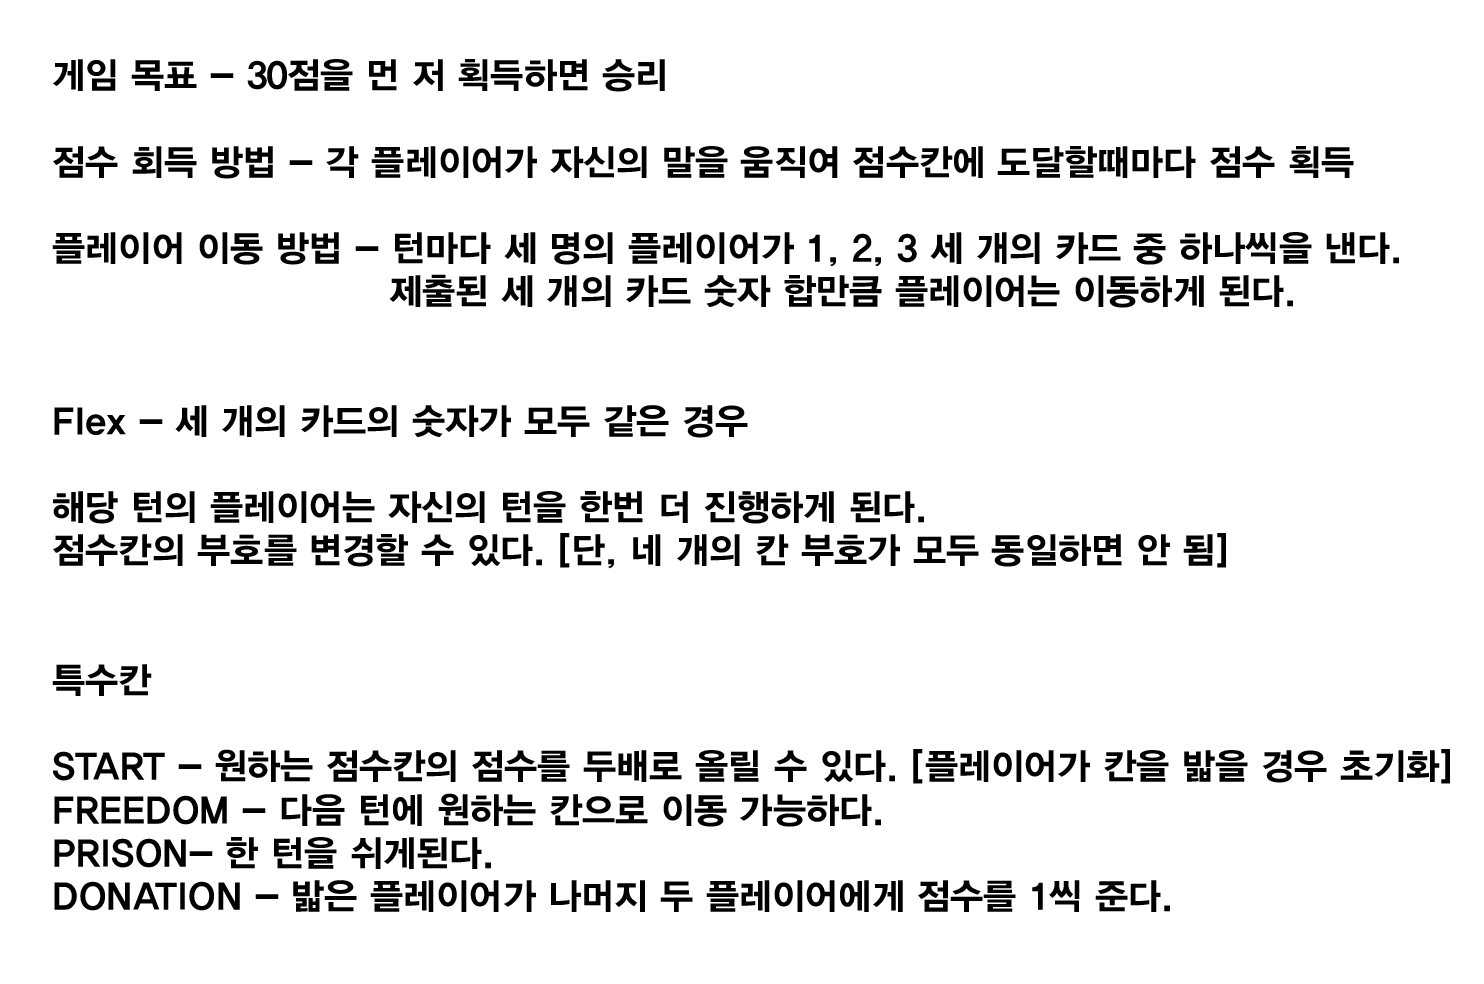 게임 목표 – 30점을 먼 저 획득하면 승리
점수 회득 방법 – 각 플레이어가 자신의 말을 움직여 점수칸에 도달할때마다 점수 획득
플레이어 이동 방법 – 턴마다 세 명의 플레이어가 1, 2, 3 세 개의 카드 중 하나씩을 낸다.
제출된 세 개의 카드 숫자 합만큼 플레이어는 이동하게 된다.
Flex – 세 개의 카드의 숫자가 모두 같은 경우
해당 턴의 플레이어는 자신의 턴을 한번 더 진행하게 된다.
점수칸의 부호를 변경할 수 있다. [단, 네 개의 칸 부호가 모두 동일하면 안 됨]
특수칸
START – 원하는 점수칸의 점수를 두배로 올릴 수 있다. [플레이어가 칸을 밟을 경우 초기화]
FREEDOM – 다음 턴에 원하는 칸으로 이동 가능하다.
PRISON– 한 턴을 쉬게된다.
DONATION – 밟은 플레이어가 나머지 두 플레이어에게 점수를 1씩 준다.